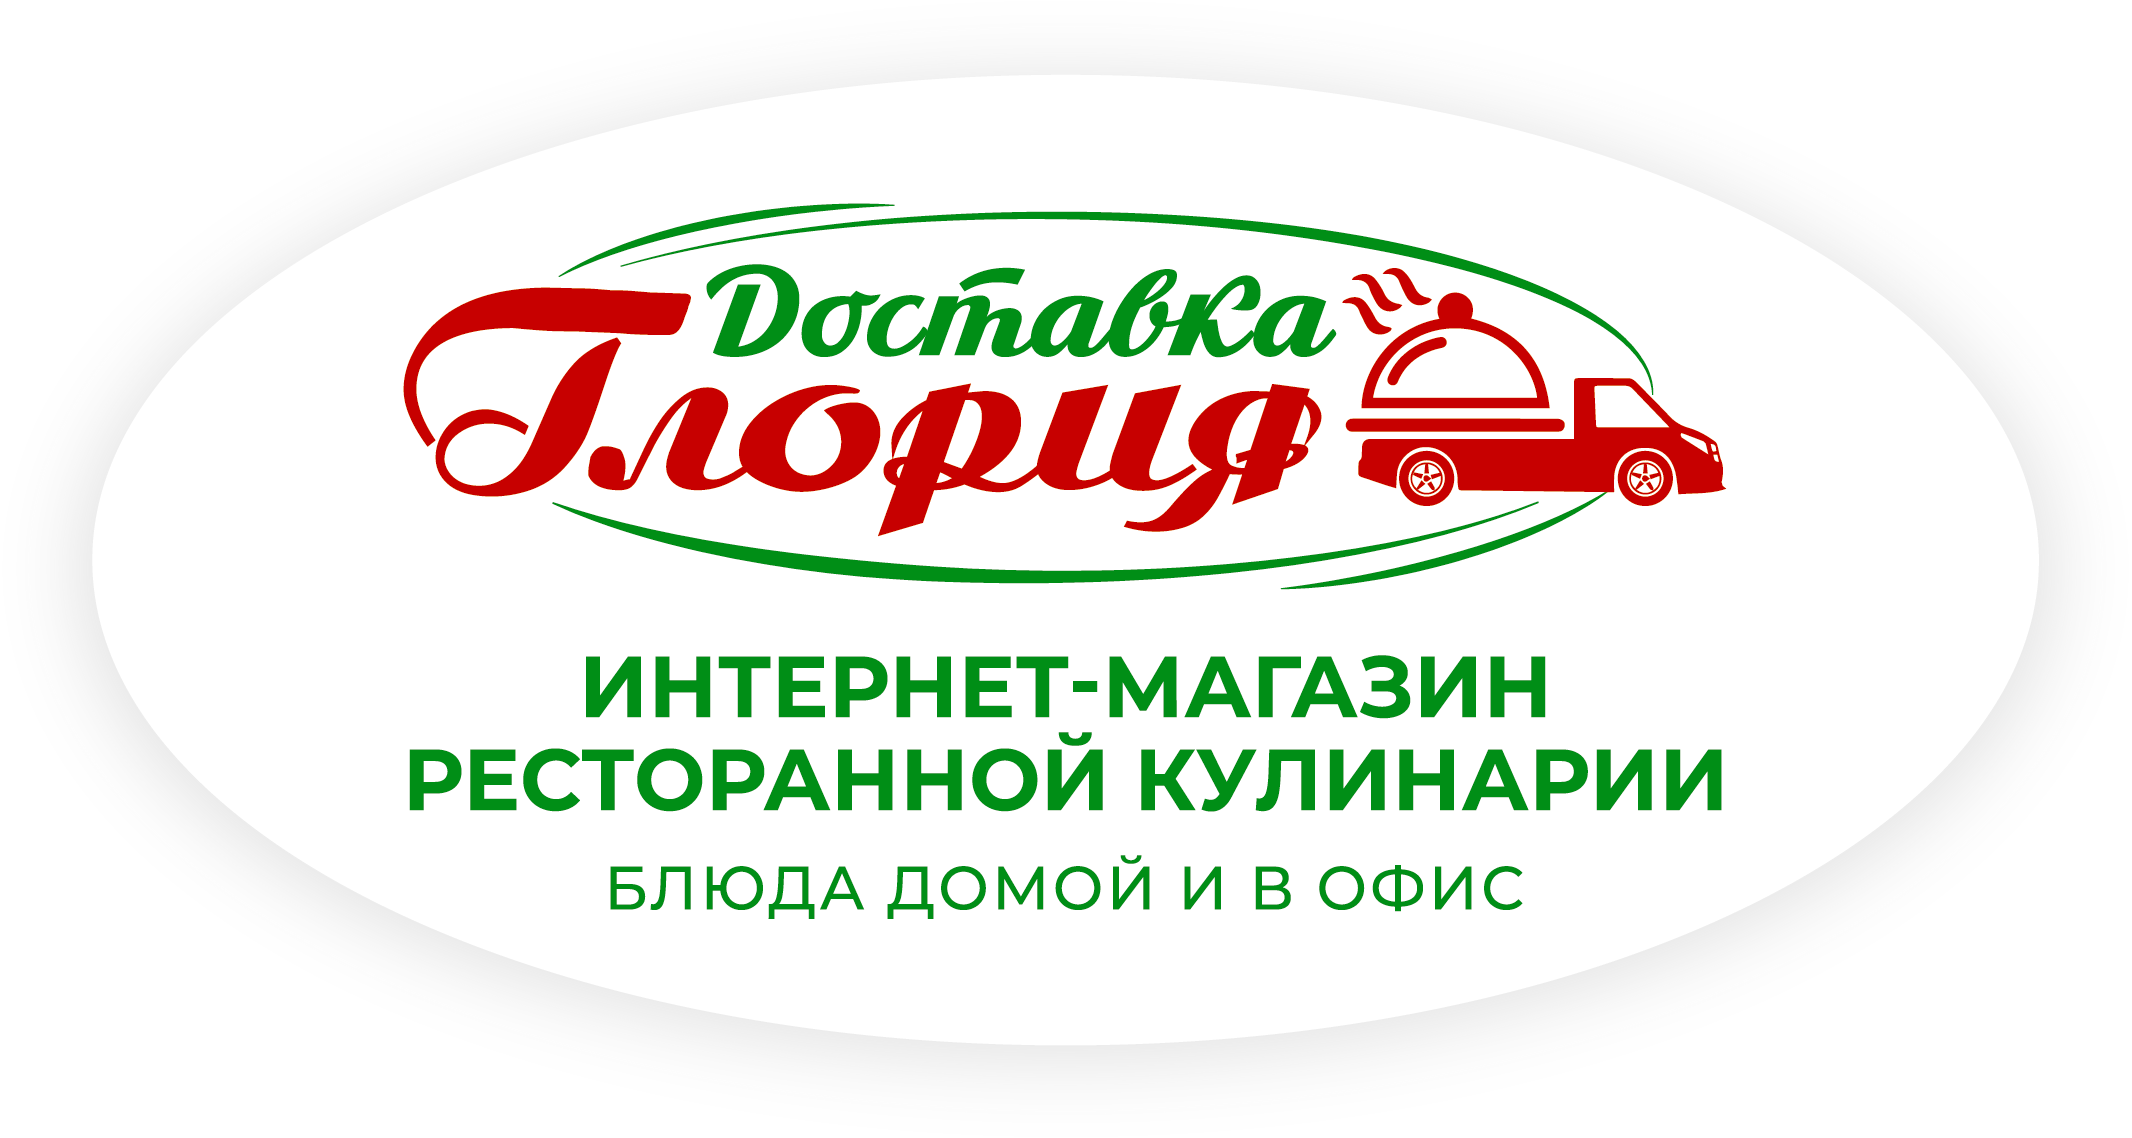 Доставка
Глория
ИНТЕРНЕТ-МАГАЗИН
РЕСТОРАННОЙ КУЛИНАРИИ
БЛЮДА ДОМОЙ И В ОФИС